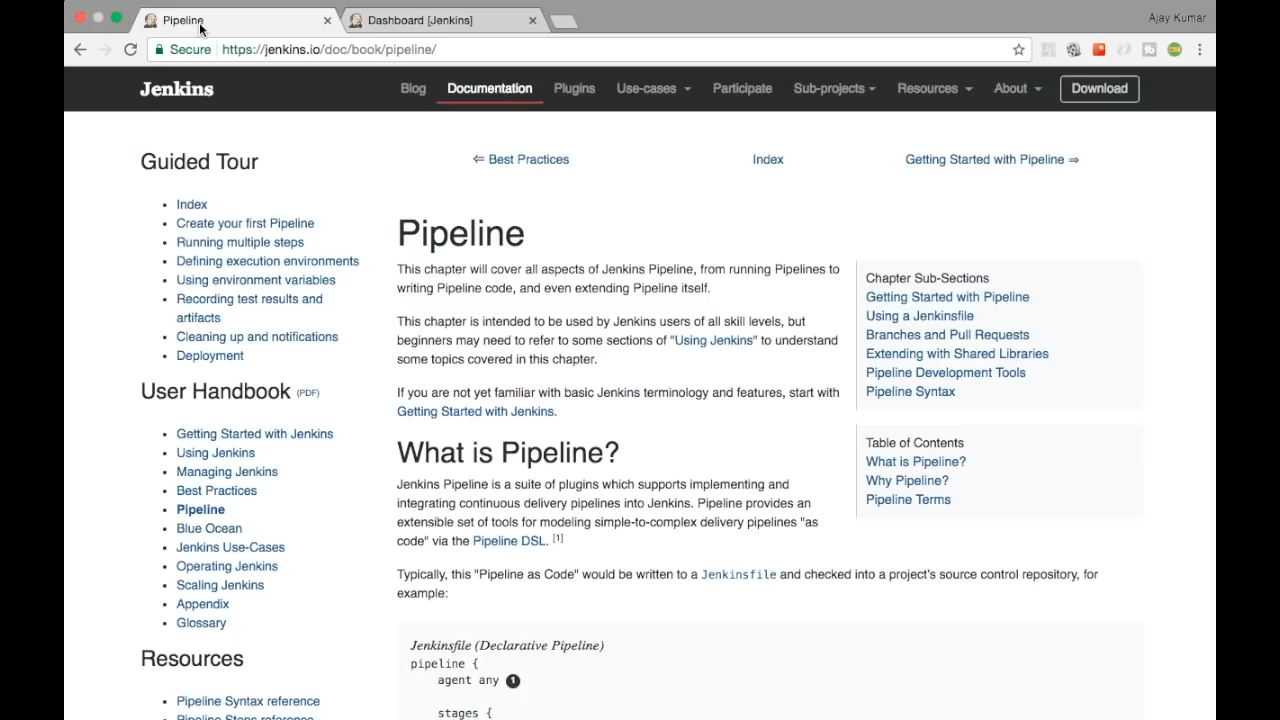 Pipeline
Dashboard [Jenkins]
Ajay Kumar
Secure https://jenkins.io/doc/book/pipeline/
Jenkins
Blog Documentation Plugins Use-cases Participate Sub-projects Resources About Download
Guided Tour
Index
Create your first Pipeline
Running multiple steps
Defining execution environments
Using environment variables
Recording test results and
artifacts
Cleaning up and notifications
Deployment
User Handbook (PDF)
Getting Started with Jenkins
Using Jenkins
Managing Jenkins
Best Practices
Pipeline
Blue Ocean
Jenkins Use-Cases
Operating Jenkins
Scaling Jenkins
Appendix
Glossary
Resources
Pipeline Syntax reference
Pipeline Steps reference
⇐ Best Practices
Index
Getting Started with Pipeline ⇒
Pipeline
This chapter will cover all aspects of Jenkins Pipeline, from running Pipelines to
writing Pipeline code, and even extending Pipeline itself.
This chapter is intended to be used by Jenkins users of all skill levels, but
beginners may need to refer to some sections of "Using Jenkins" to understand
some topics covered in this chapter.
If you are not yet familiar with basic Jenkins terminology and features, start with
Getting Started with Jenkins.
What is Pipeline?
Jenkins Pipeline is a suite of plugins which supports implementing and
integrating continuous delivery pipelines into Jenkins. Pipeline provides an
extensible set of tools for modeling simple-to-complex delivery pipelines "as
code" via the Pipeline DSL. [1]
Typically, this "Pipeline as Code" would be written to a Jenkinsfile and checked into a project's source control repository, for
example:
Jenkinsfile (Declarative Pipeline)
pipeline {
agent any 1
stages {
Chapter Sub-Sections
Getting Started with Pipeline
Using a Jenkinsfile
Branches and Pull Requests
Extending with Shared Libraries
Pipeline Development Tools
Pipeline Syntax
Table of Contents
What is Pipeline?
Why Pipeline?
Pipeline Terms